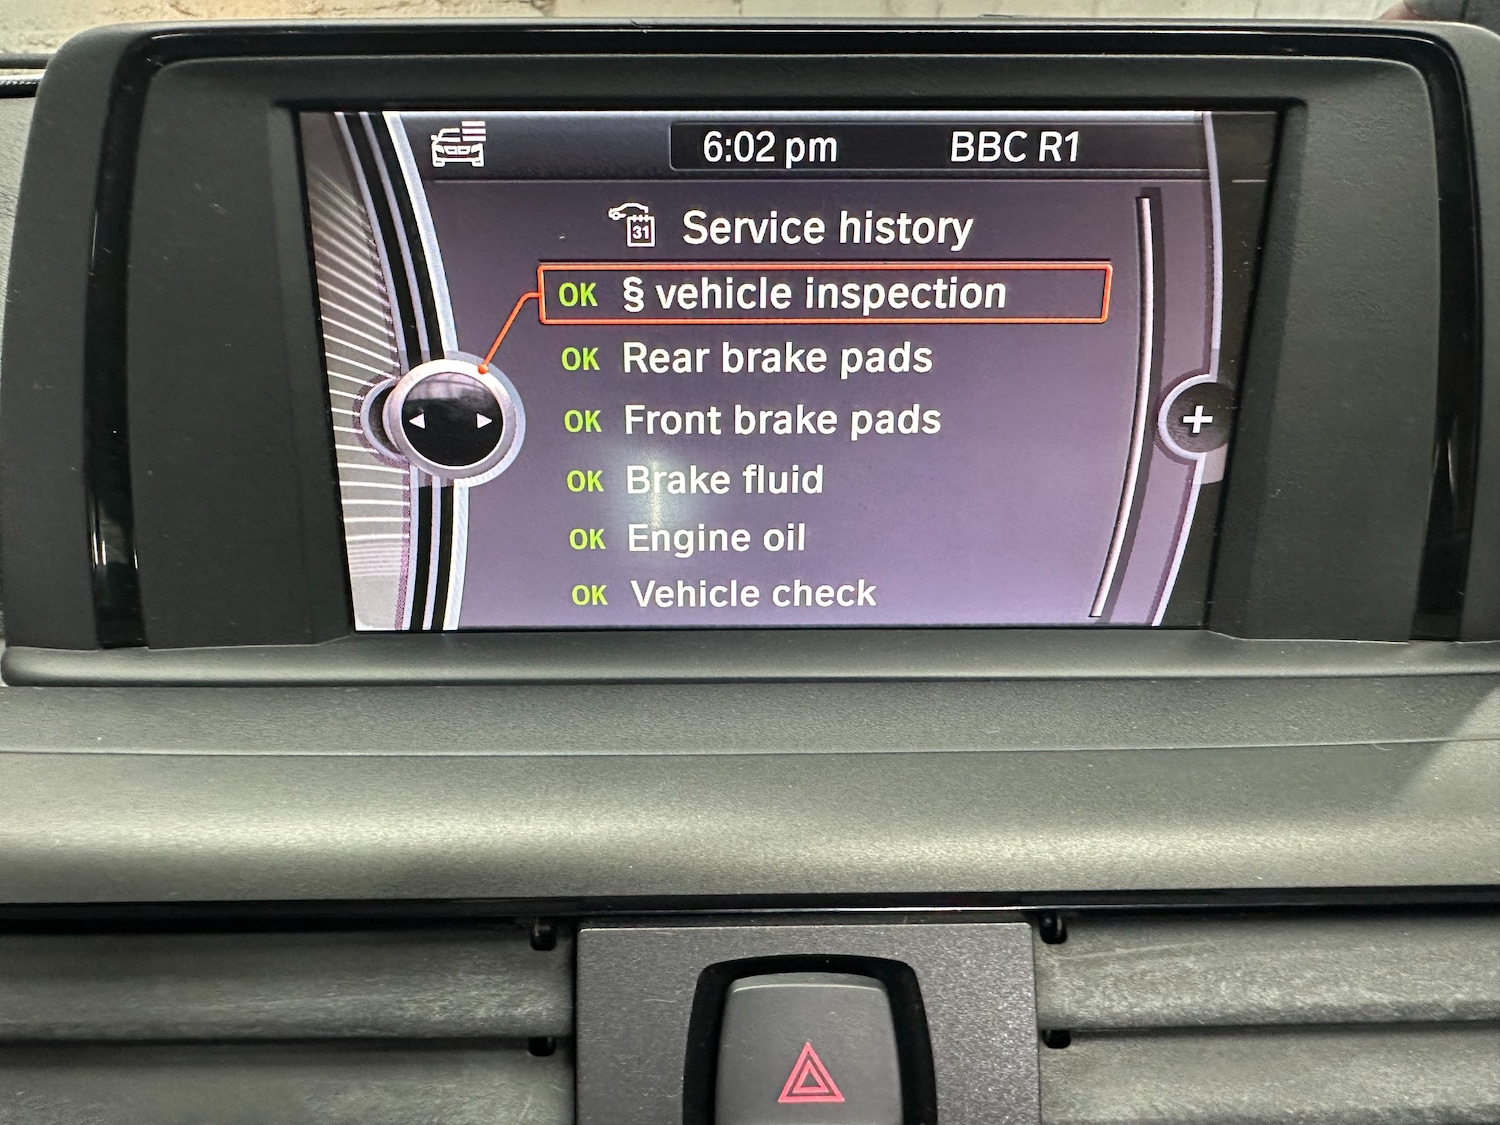 6:02 pm BBC R1
31 Service history
OK § vehicle inspection
OK Rear brake pads
OK Front brake pads
OK Brake fluid
OK Engine oil
OK Vehicle check